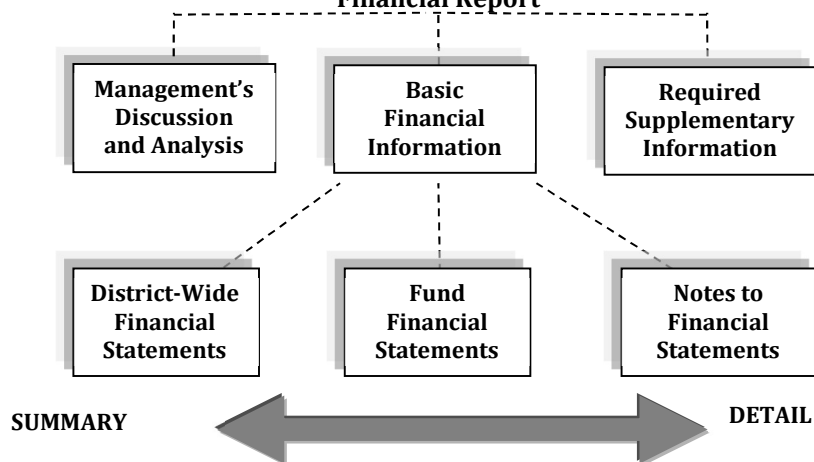 Financial Report
Management’s
Discussion
and Analysis
Basic
Financial
Information
Required
Supplementary
Information
District-Wide
Financial
Statements
Fund
Financial
Statements
Notes to
Financial
Statements
SUMMARY
DETAIL